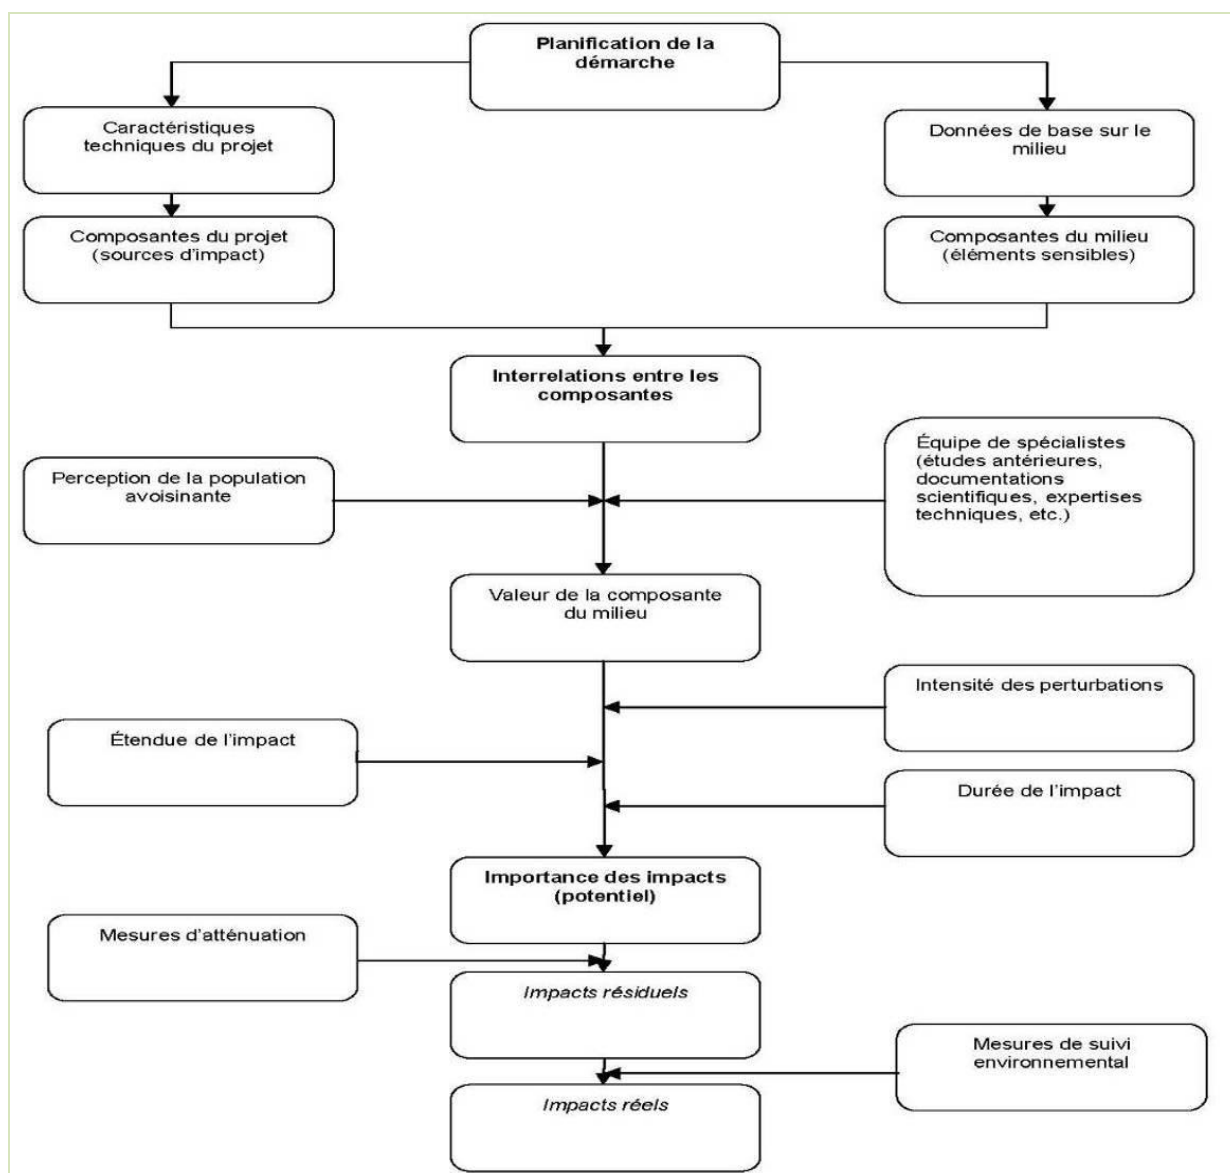 Planification de la
démarche
Caractéristiques
techniques du projet
Données de base sur le
milieu
Composantes du projet
(sources d'impact)
Composantes du milieu
(éléments sensibles)
Interrelations entre les
composantes
Perception de la population
avoisinante
Équipe de spécialistes
(études antérieures,
documentations
scientifiques, expertises
techniques, etc.)
Valeur de la composante
du milieu
Intensité des perturbations
Étendue de l'impact
Durée de l'impact
Importance des impacts
(potentiel)
Mesures d'atténuation
Impacts résiduels
Mesures de suivi
environnemental
Impacts réels